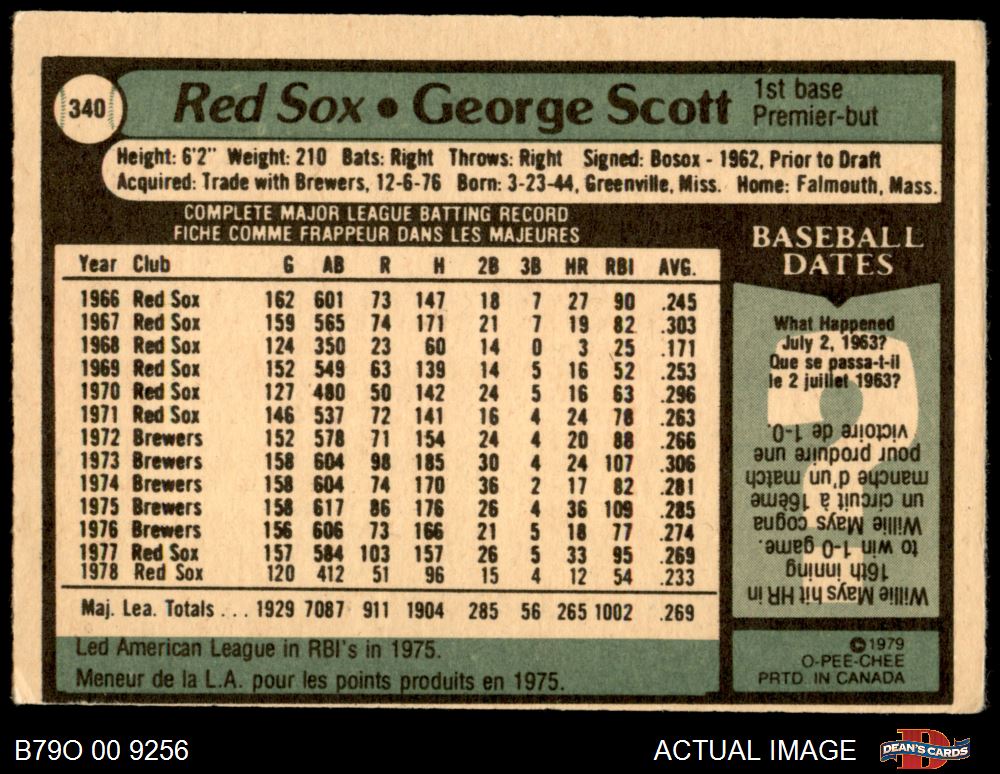 340
Red Sox • George Scott
1st base
Premier-but
Height: 6'2" Weight: 210 Bats: Right Throws: Right Signed: Bosox - 1962, Prior to Draft
Acquired: Trade with Brewers, 12-6-76 Born: 3-23-44, Greenville, Miss. Home: Falmouth, Mass.
COMPLETE MAJOR LEAGUE BATTING RECORD
FICHE COMME FRAPPEUR DANS LES MAJEURES
Year Club G AB R H 2B 3B HR RBI AVG.
1966 Red Sox 162 601 73 147 18 7 27 90 .245
1967 Red Sox 159 565 74 171 21 7 19 82 .303
1968 Red Sox 124 350 23 60 14 0 3 25 .171
1969 Red Sox 152 549 63 139 14 5 16 52 .253
1970 Red Sox 127 480 50 142 24 5 16 63 .296
1971 Red Sox 146 537 72 141 16 4 24 78 .263
1972 Brewers 152 578 71 154 24 4 20 88 .266
1973 Brewers 158 604 98 185 30 4 24 107 .306
1974 Brewers 158 604 74 170 36 2 17 82 .281
1975 Brewers 158 617 86 176 26 4 36 109 .285
1976 Brewers 156 606 73 166 21 5 18 77 .274
1977 Red Sox 157 584 103 157 26 5 33 95 .269
1978 Red Sox 120 412 51 96 15 4 12 54 .233
Maj. Lea. Totals . . . 1929 7087 911 1904 285 56 265 1002 .269
Led American League in RBI's in 1975.
Meneur de la L.A. pour les points produits en 1975.
BASEBALL
DATES
What Happened
July 2, 1963?
Que se passa-t-il
le 2 juillet 1963?
Willie Mays hit HR in
16th inning
to win 1-0 game.
Willie Mays cogna
un circuit à 16ème
manche d'un match
pour produire une
victoire de 1-0.
©1979
O-PEE-CHEE
PRTD. IN CANADA
B79O 00 9256
ACTUAL IMAGE
B
DEAN'S CARDS